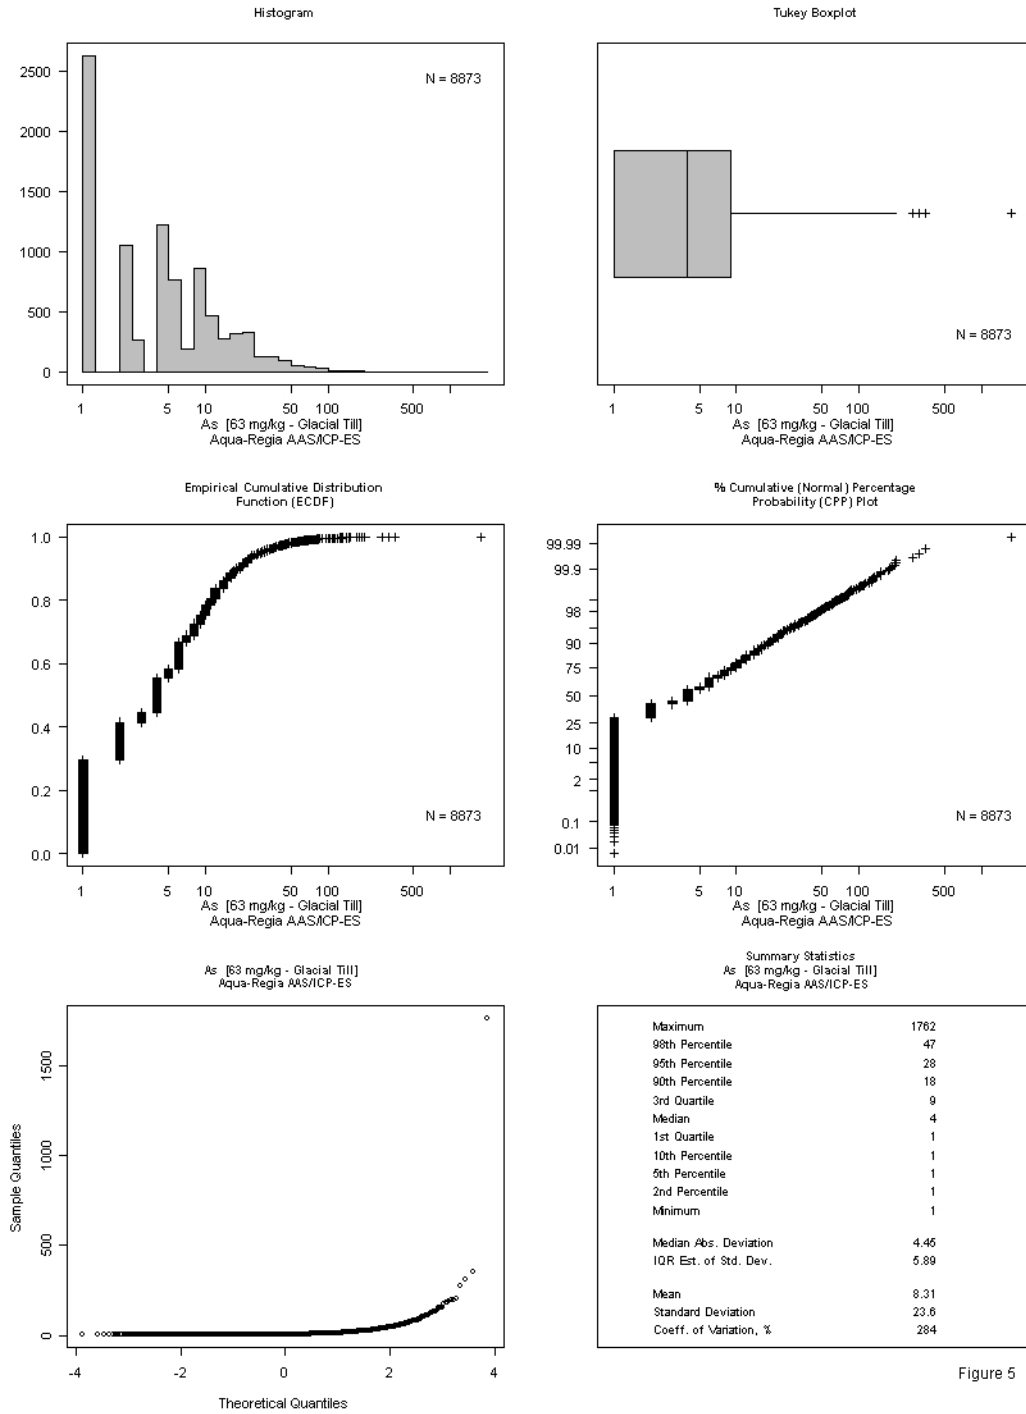 Histogram
N = 8873
2500
2000
1500
1000
500
0
1 5 10 50 100 500
As [63 mg/kg - Glacial Till]
Aqua-Regia AAS/ICP-ES
Tukey Boxplot
N = 8873
1 5 10 50 100 500
As [63 mg/kg - Glacial Till]
Aqua-Regia AAS/ICP-ES
Empirical Cumulative Distribution
Function (ECDF)
1.0
0.8
0.6
0.4
0.2
0.0
N = 8873
1 5 10 50 100 500
As [63 mg/kg - Glacial Till]
Aqua-Regia AAS/ICP-ES
% Cumulative (Normal) Percentage
Probability (CPP) Plot
99.99
99.9
98
90
75
50
25
10
2
0.1
0.01
N = 8873
1 5 10 50 100 500
As [63 mg/kg - Glacial Till]
Aqua-Regia AAS/ICP-ES
As [63 mg/kg - Glacial Till]
Aqua-Regia AAS/ICP-ES
Sample Quantiles
1500
1000
500
0
-4 -2 0 2 4
Theoretical Quantiles
Summary Statistics
As [63 mg/kg - Glacial Till]
Aqua-Regia AAS/ICP-ES
Maximum 1762
98th Percentile 47
95th Percentile 28
90th Percentile 18
3rd Quartile 9
Median 4
1st Quartile 1
10th Percentile 1
5th Percentile 1
2nd Percentile 1
Minimum 1
Median Abs. Deviation 4.45
IQR Est. of Std. Dev. 5.89
Mean 8.31
Standard Deviation 23.6
Coeff. of Variation, % 284
Figure 5